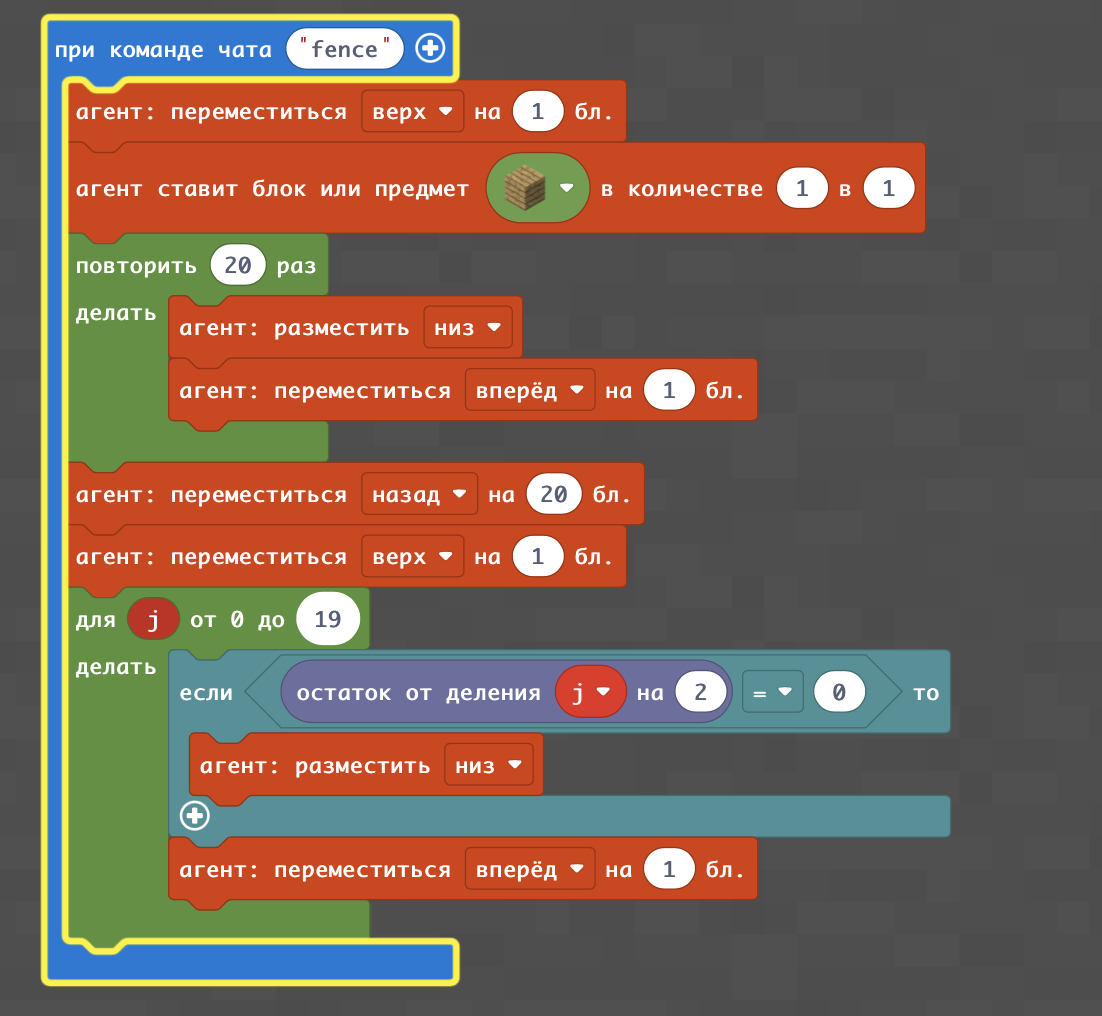 при команде чата "fence"
агент: переместиться верх на 1 бл.
агент ставит блок или предмет в количестве 1 в 1
повторить 20 раз
делать
агент: разместить низ
агент: переместиться вперёд на 1 бл.
агент: переместиться назад на 20 бл.
агент: переместиться верх на 1 бл.
для j от 0 до 19
делать
если остаток от деления j на 2 = 0 то
агент: разместить низ
агент: переместиться вперёд на 1 бл.